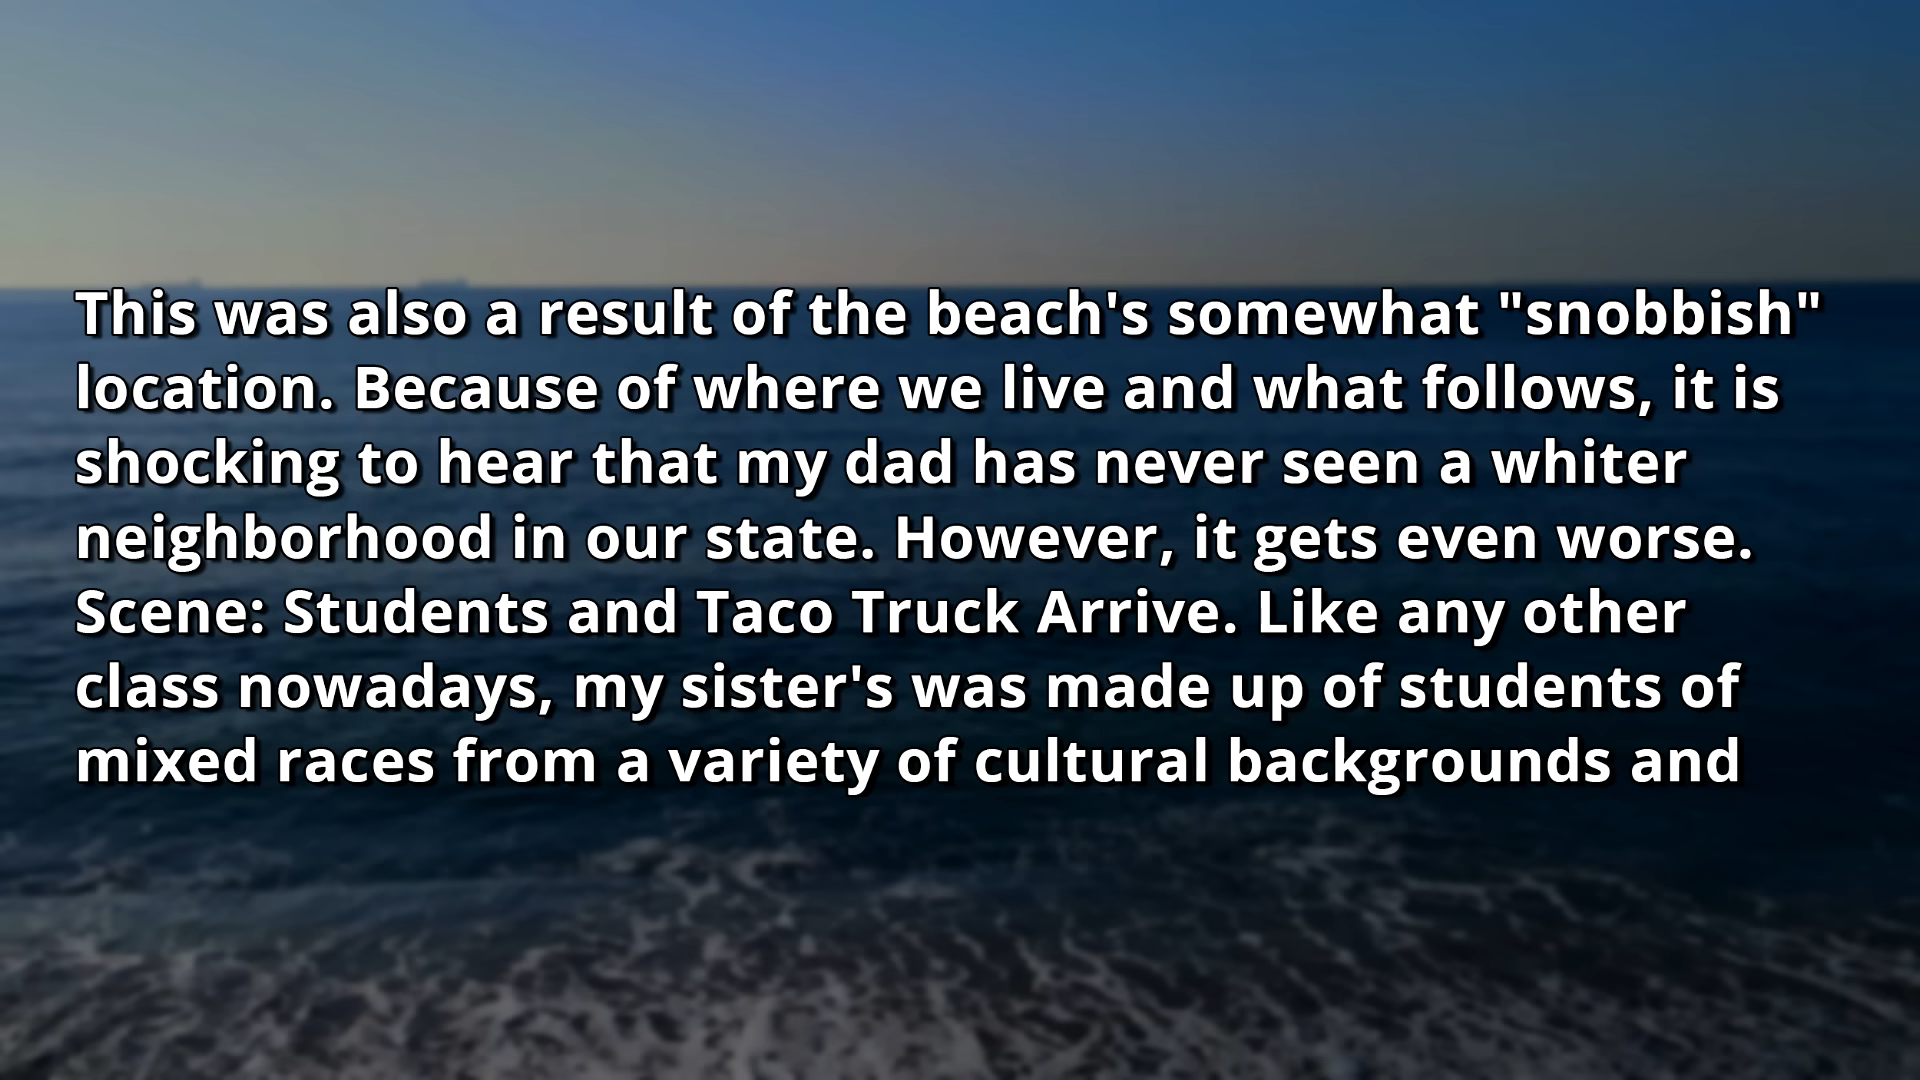 This was also a result of the beach's somewhat "snobbish"
location. Because of where we live and what follows, it is
shocking to hear that my dad has never seen a whiter
neighborhood in our state. However, it gets even worse.
Scene: Students and Taco Truck Arrive. Like any other
class nowadays, my sister's was made up of students of
mixed races from a variety of cultural backgrounds and